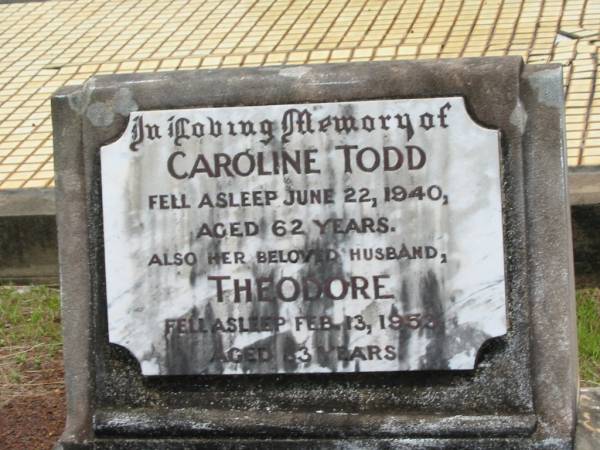 In Loving Memory of
CAROLINE TODD
FELL ASLEEP JUNE 22, 1940,
AGED 62 YEARS.
ALSO HER BELOVED HUSBAND,
THEODORE
FELL ASLEEP FEB. 13,
AGED YEARS